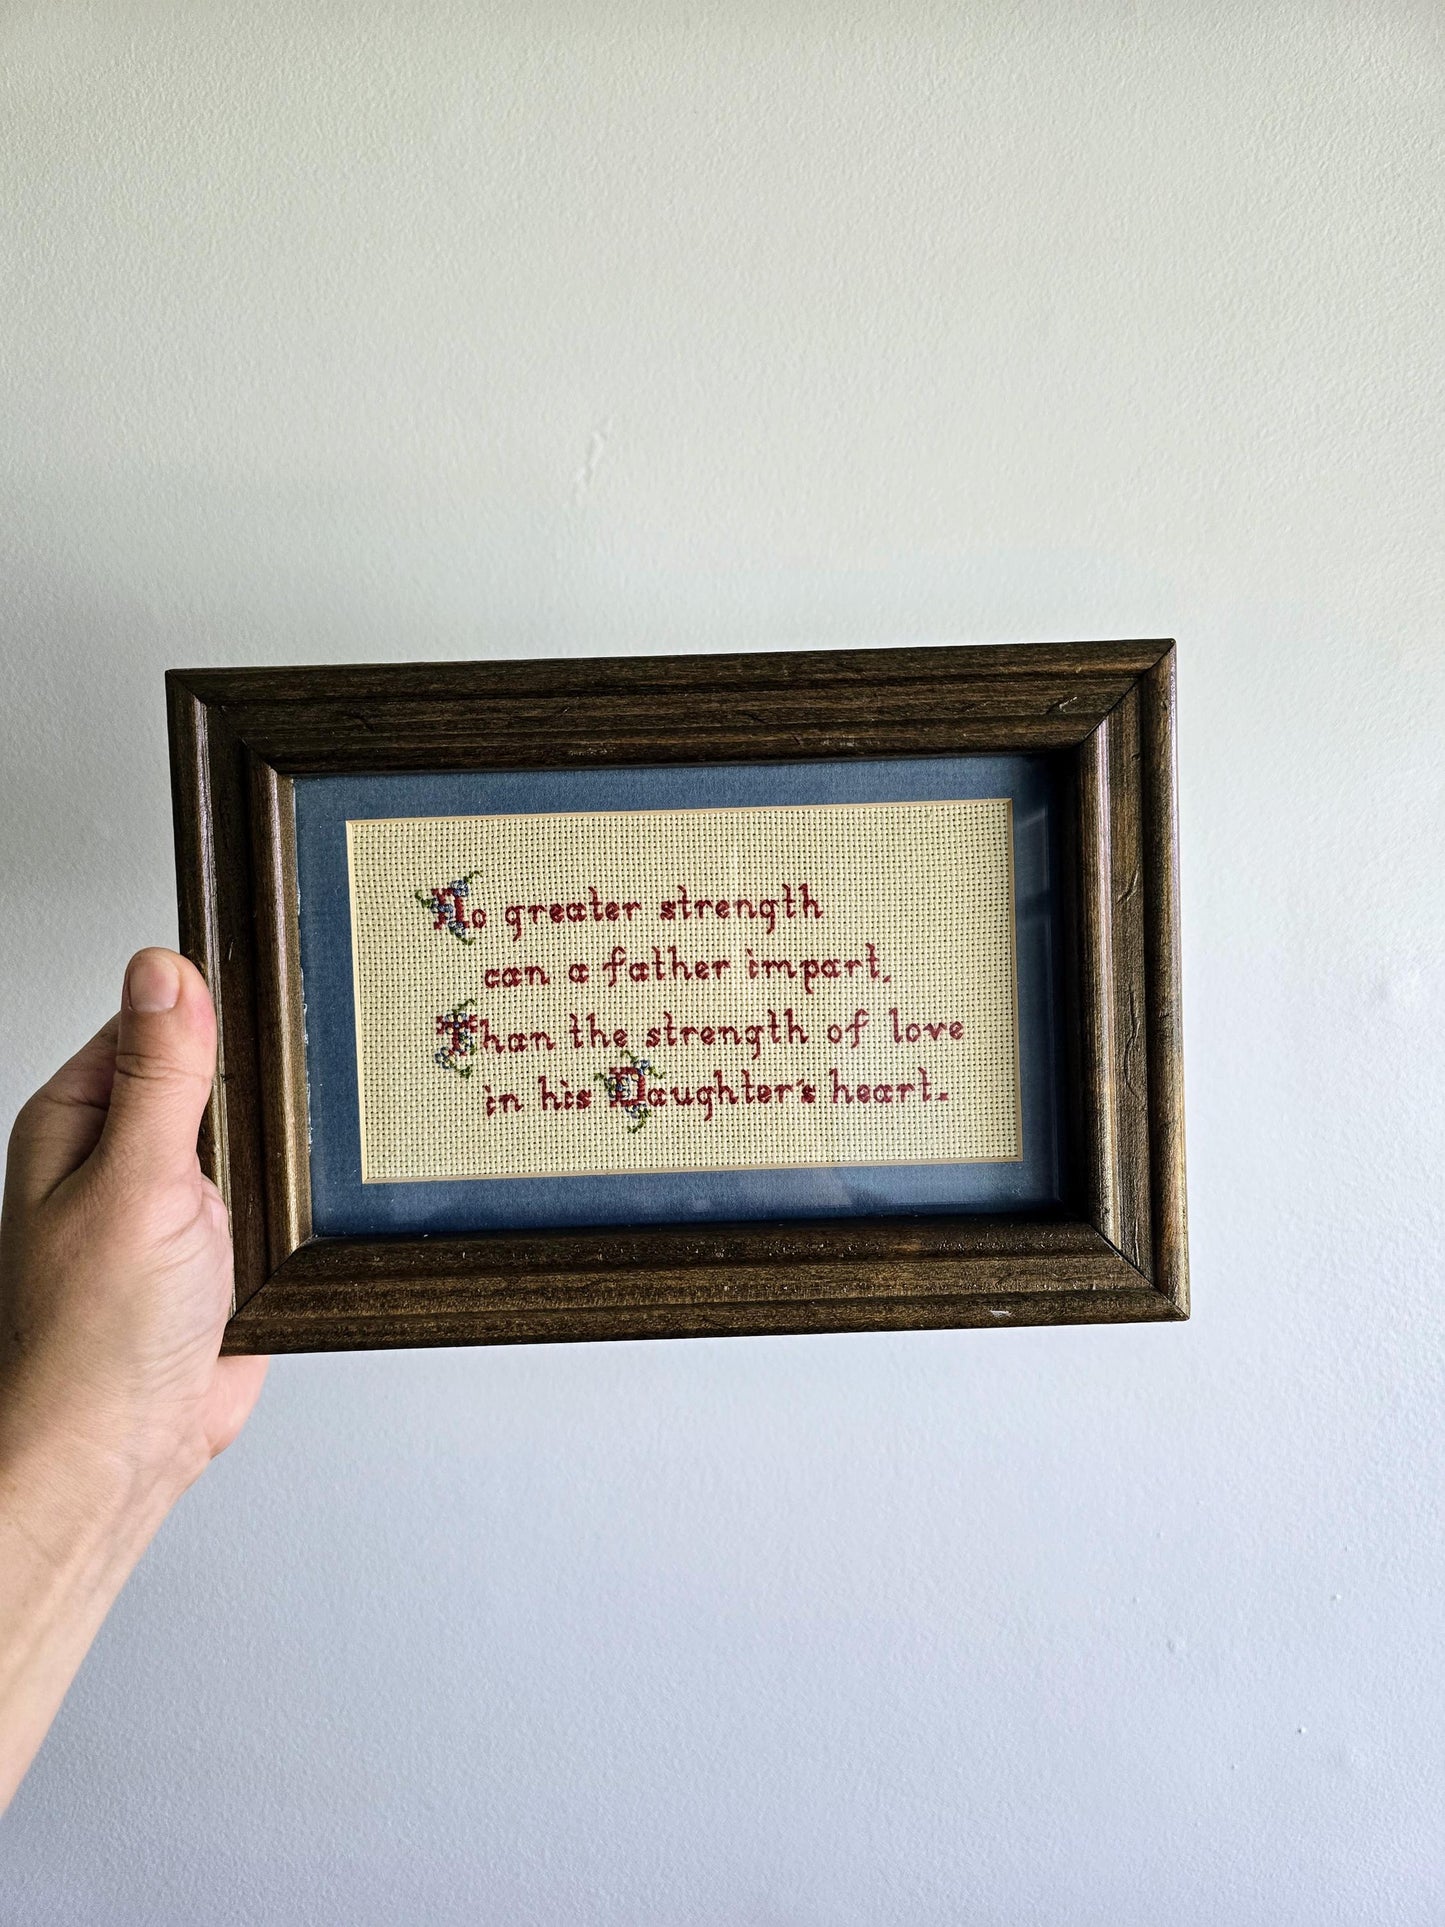 No greater strength
can a father impart,
Than the strength of love
in his Daughter's heart.